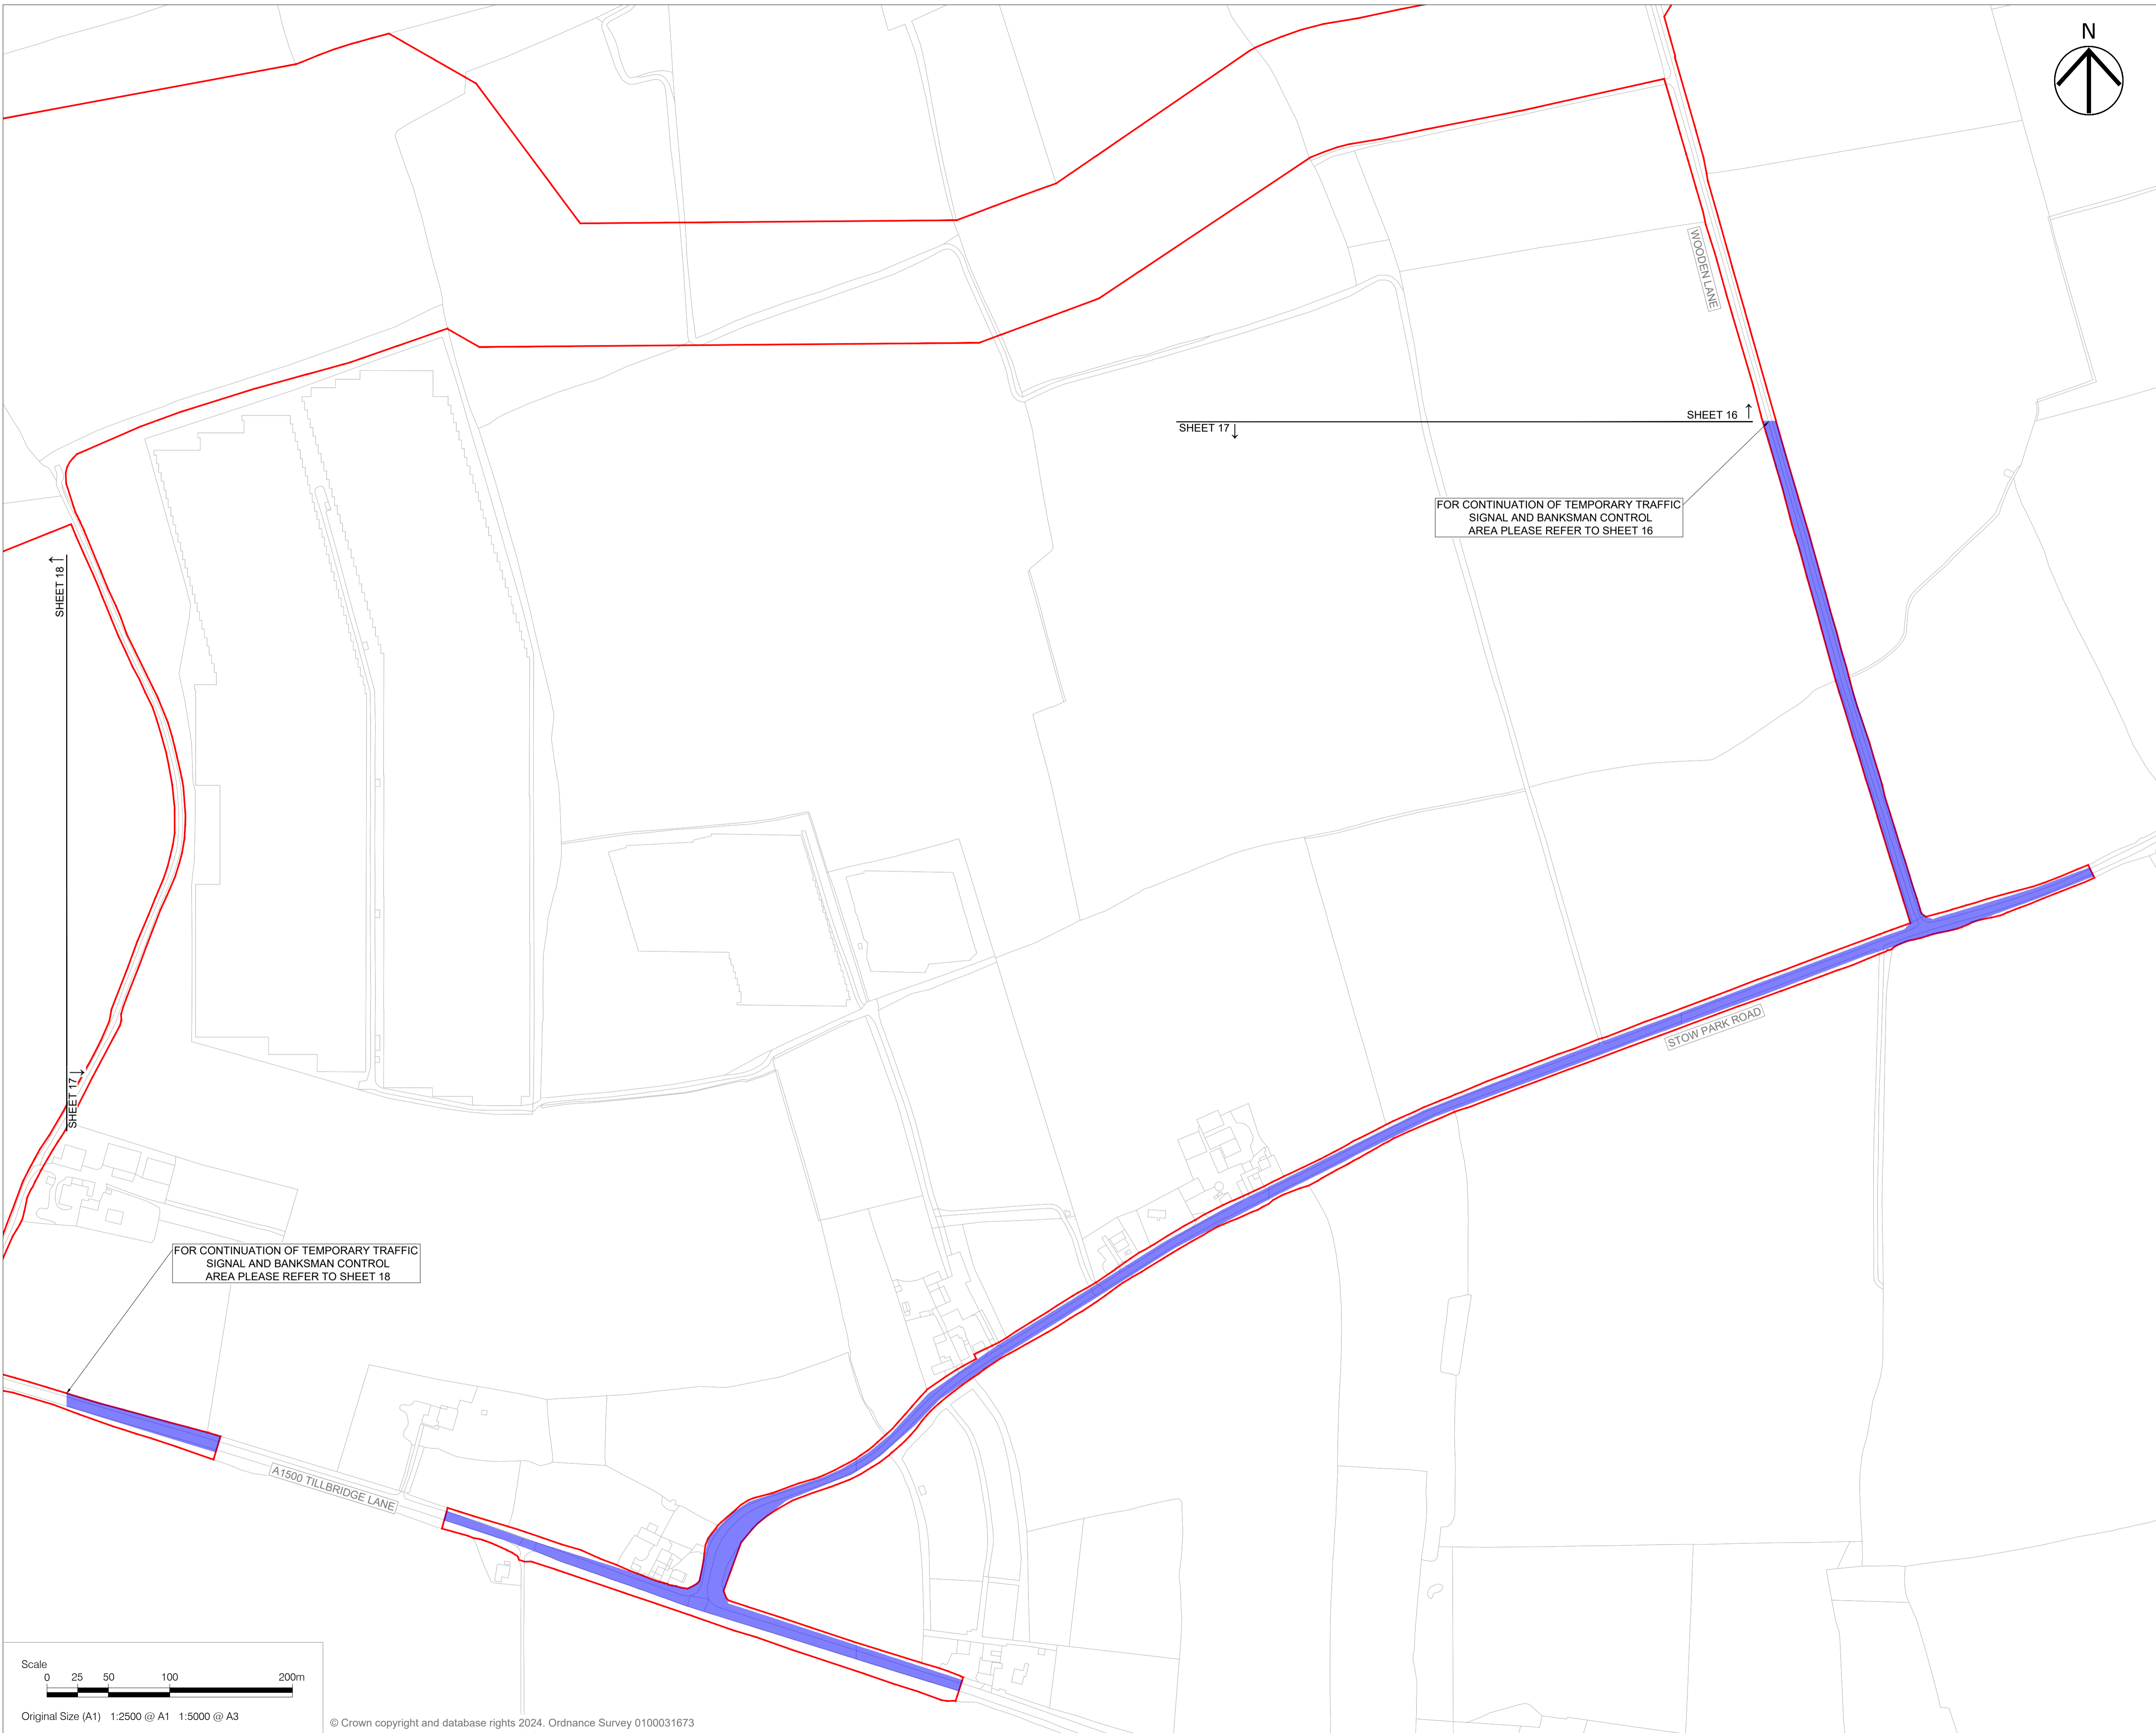 N
WOODEN LANE
SHEET 16 ↑
SHEET 17 ↓
FOR CONTINUATION OF TEMPORARY TRAFFIC
SIGNAL AND BANKSMAN CONTROL
AREA PLEASE REFER TO SHEET 16
SHEET 18
SHEET 17
STOW PARK ROAD
FOR CONTINUATION OF TEMPORARY TRAFFIC
SIGNAL AND BANKSMAN CONTROL
AREA PLEASE REFER TO SHEET 18
A1500 TILLBRIDGE LANE
Scale
0 25 50 100 200m
Original Size (A1) 1:2500 @ A1 1:5000 @ A3
© Crown copyright and database rights 2024. Ordnance Survey 0100031673